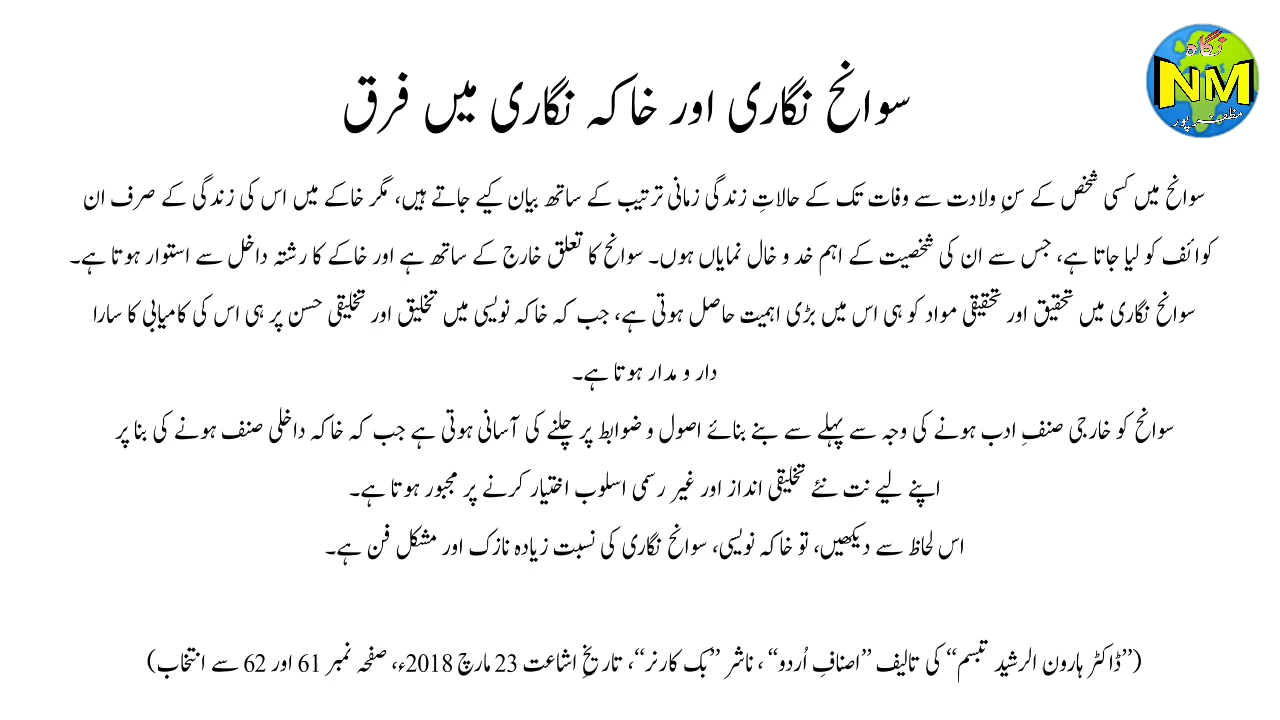 نگاہ
NM
مظفر پور
سوانح نگاری اور خاکہ نگاری میں فرق
سوانح میں کسی شخص کے سنِ ولادت سے وفات تک کے حالاتِ زندگی زمانی ترتیب کے ساتھ بیان کیے جاتے ہیں، مگر خاکے میں اس کی زندگی کے صرف ان
کوائف کو لیا جاتا ہے، جس سے ان کی شخصیت کے اہم خد و خال نمایاں ہوں۔ سوانح کا تعلق خارج کے ساتھ ہے اور خاکے کا رشتہ داخل سے استوار ہوتا ہے۔
سوانح نگاری میں تحقیق اور تحقیقی مواد کو ہی اس میں بڑی اہمیت حاصل ہوتی ہے، جب کہ خاکہ نویسی میں تخلیق اور تخلیقی حسن پر ہی اس کی کامیابی کا سارا
دار و مدار ہوتا ہے۔
سوانح کو خارجی صنفِ ادب ہونے کی وجہ سے پہلے سے بنے بنائے اصول و ضوابط پر چلنے کی آسانی ہوتی ہے جب کہ خاکہ داخلی صنف ہونے کی بنا پر
اپنے لیے نت نئے تخلیقی انداز اور غیر رسمی اسلوب اختیار کرنے پر مجبور ہوتا ہے۔
اس لحاظ سے دیکھیں، تو خاکہ نویسی، سوانح نگاری کی نسبت زیادہ نازک اور مشکل فن ہے۔
(”ڈاکٹر ہارون الرشید تبسم“ کی تالیف ”اصنافِ اُردو“ ، ناشر ”بک کارنر“، تاریخِ اشاعت 23 مارچ 2018ء، صفحہ نمبر 61 اور 62 سے انتخاب)